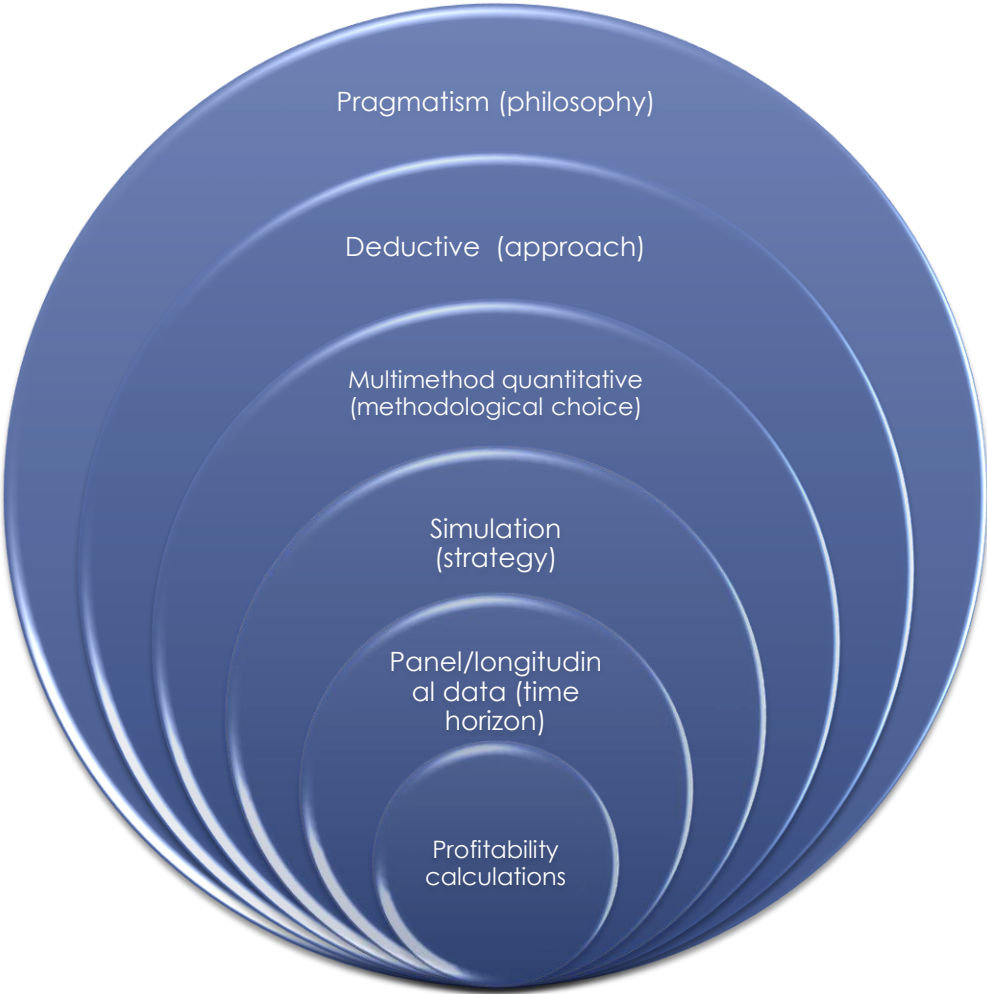 Pragmatism (philosophy)
Deductive  (approach)
Multimethod quantitative
(methodological choice)
Simulation
(strategy)
Panel/longitudin
al data (time
horizon)
Profitability
calculations